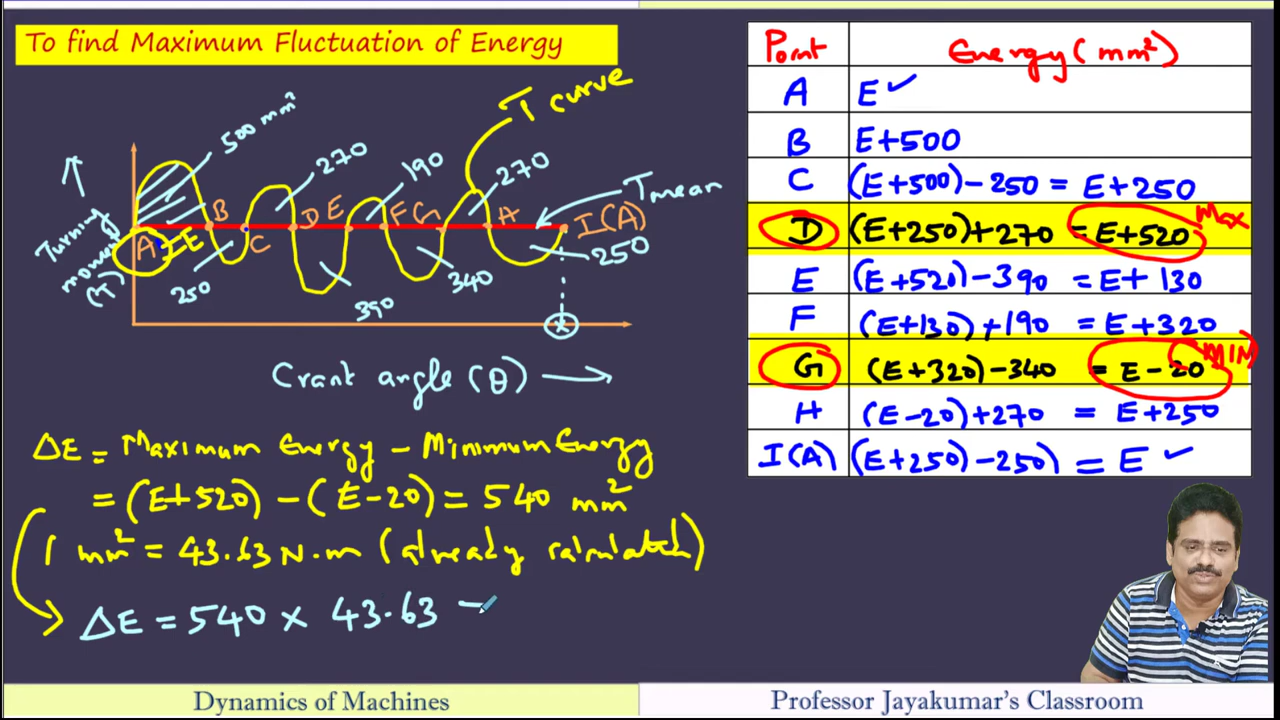 To find Maximum Fluctuation of Energy
500 mm²
T curve
270
190
270
Tmean
Turning moment (T)
A
E
B
C
D
E
F
G
H
I(A)
250
390
340
250
Crant angle (θ)
ΔE = Maximum Energy - Minimum Energy
= (E+520) - (E-20) = 540 mm²
1 mm² = 43.63 N.m (already calculated)
ΔE = 540 × 43.63 =
Point Energy (mm²)
A E ✓
B E+500
C (E+500)-250 = E+250
D (E+250)+270 = E+520 Max
E (E+520)-390 = E+130
F (E+130)+190 = E+320
G (E+320)-340 = E-20 MIN
H (E-20)+270 = E+250
I(A) (E+250)-250) = E ✓
Dynamics of Machines
Professor Jayakumar's Classroom